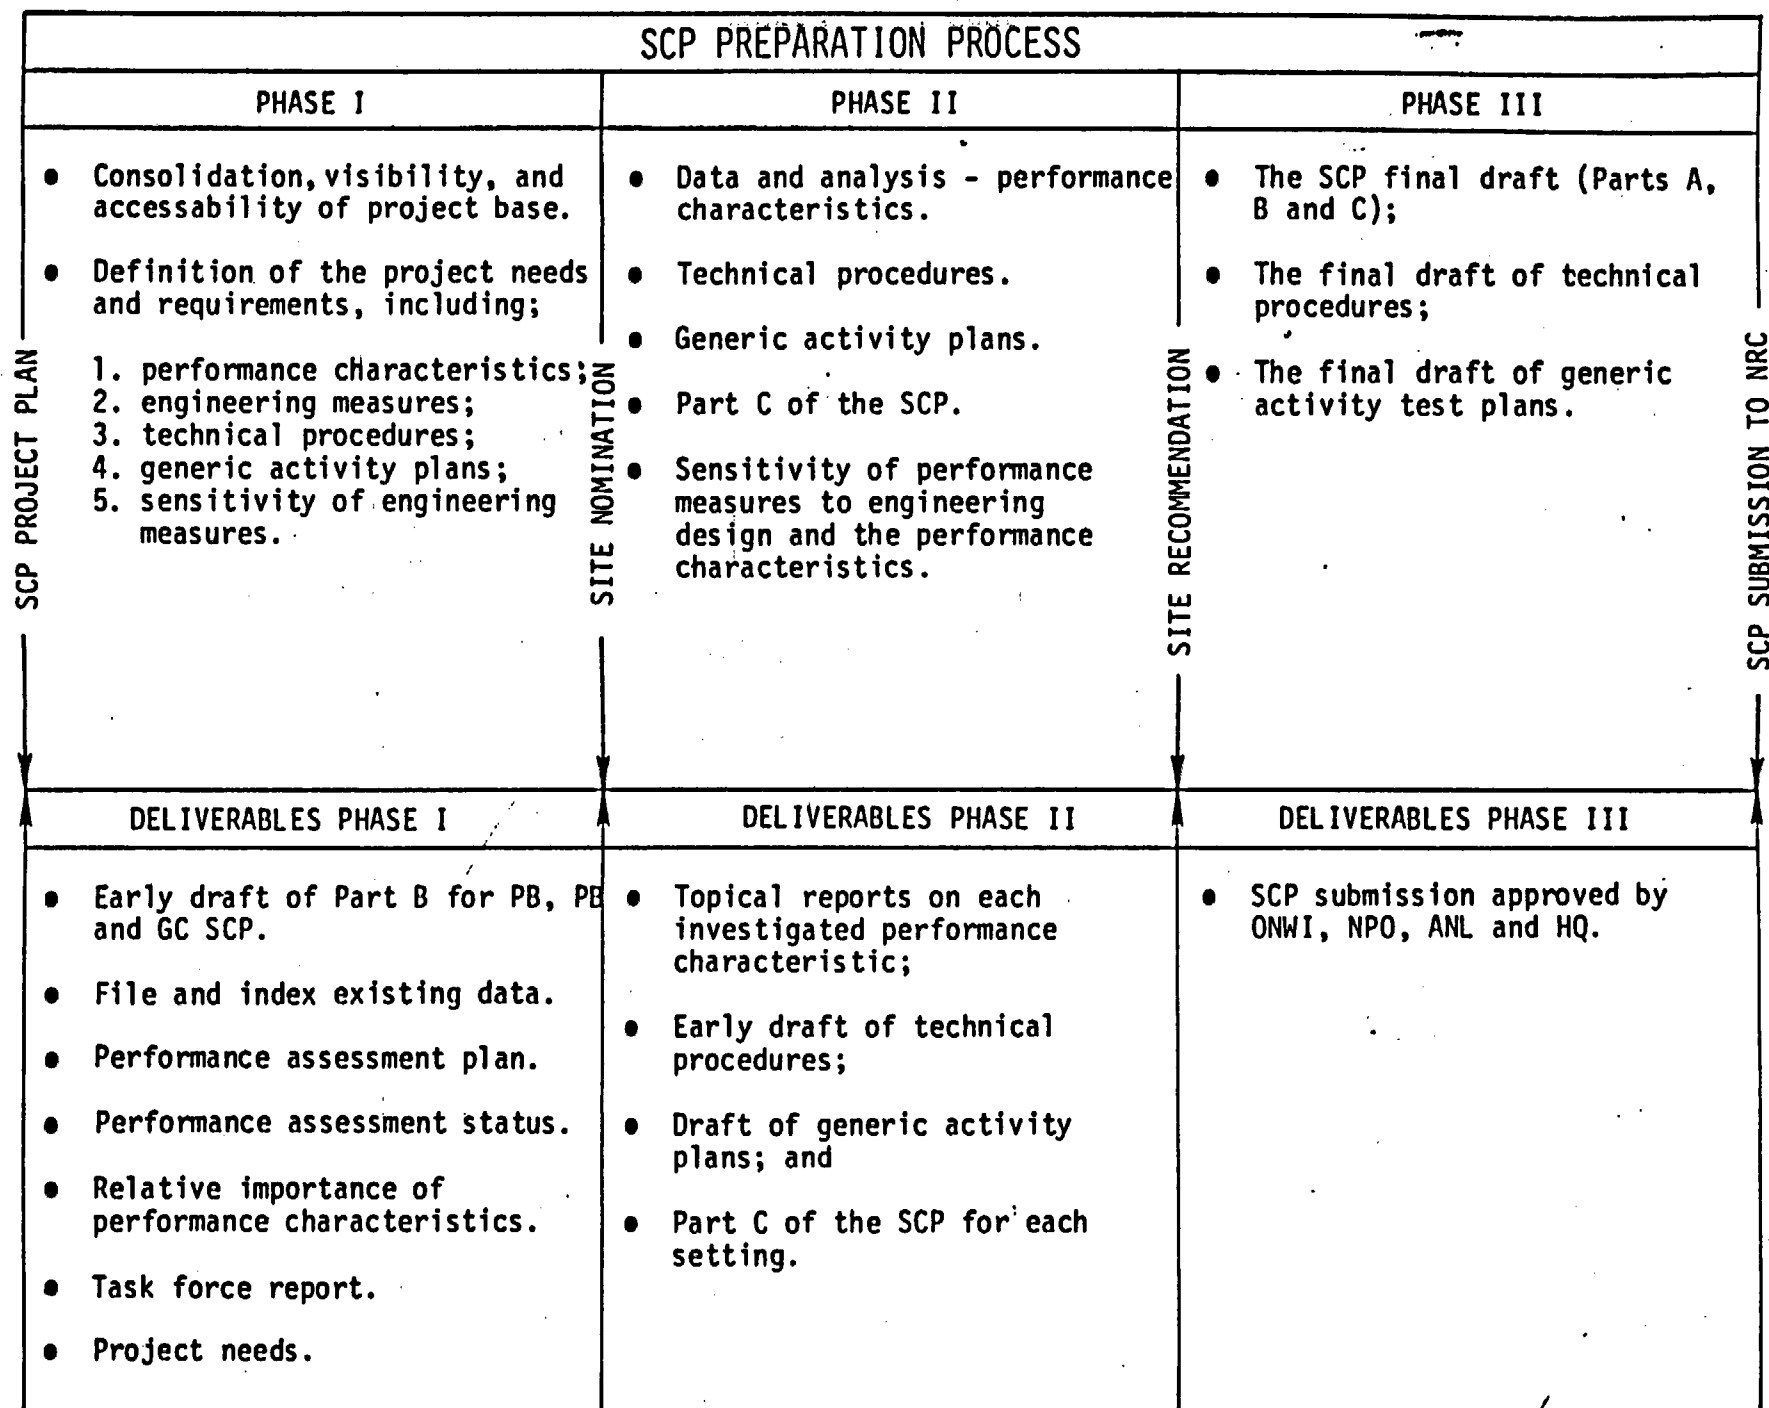 SCP PREPARATION PROCESS
PHASE I
PHASE II
PHASE III
SCP PROJECT PLAN
• Consolidation, visibility, and
accessability of project base.
• Definition of the project needs
and requirements, including;
1. performance characteristics;
2. engineering measures;
3. technical procedures;
4. generic activity plans;
5. sensitivity of engineering
measures.
SITE NOMINATION
• Data and analysis - performance
characteristics.
• Technical procedures.
• Generic activity plans.
• Part C of the SCP.
• Sensitivity of performance
measures to engineering
design and the performance
characteristics.
SITE RECOMMENDATION
• The SCP final draft (Parts A,
B and C);
• The final draft of technical
procedures;
• The final draft of generic
activity test plans.
SCP SUBMISSION TO NRC
DELIVERABLES PHASE I
DELIVERABLES PHASE II
DELIVERABLES PHASE III
• Early draft of Part B for PB, PB
and GC SCP.
• File and index existing data.
• Performance assessment plan.
• Performance assessment status.
• Relative importance of
performance characteristics.
• Task force report.
• Project needs.
• Topical reports on each
investigated performance
characteristic;
• Early draft of technical
procedures;
• Draft of generic activity
plans; and
• Part C of the SCP for each
setting.
• SCP submission approved by
ONWI, NPO, ANL and HQ.